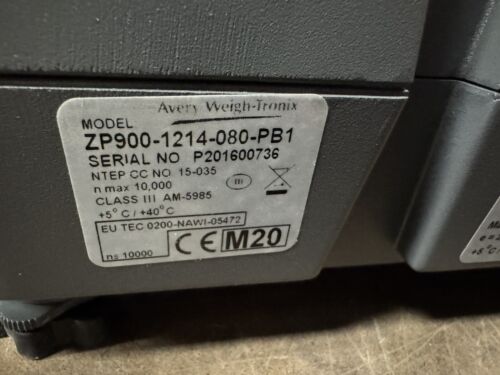 Avery Weigh-Tronix
MODEL
ZP900-1214-080-PB1
SERIAL NO P201600736
NTEP CC NO. 15-035
n max 10,000
CLASS III AM-5985
+5°C / +40°C
III
EU TEC 0200-NAWI-05472
ns 10000
CE M20